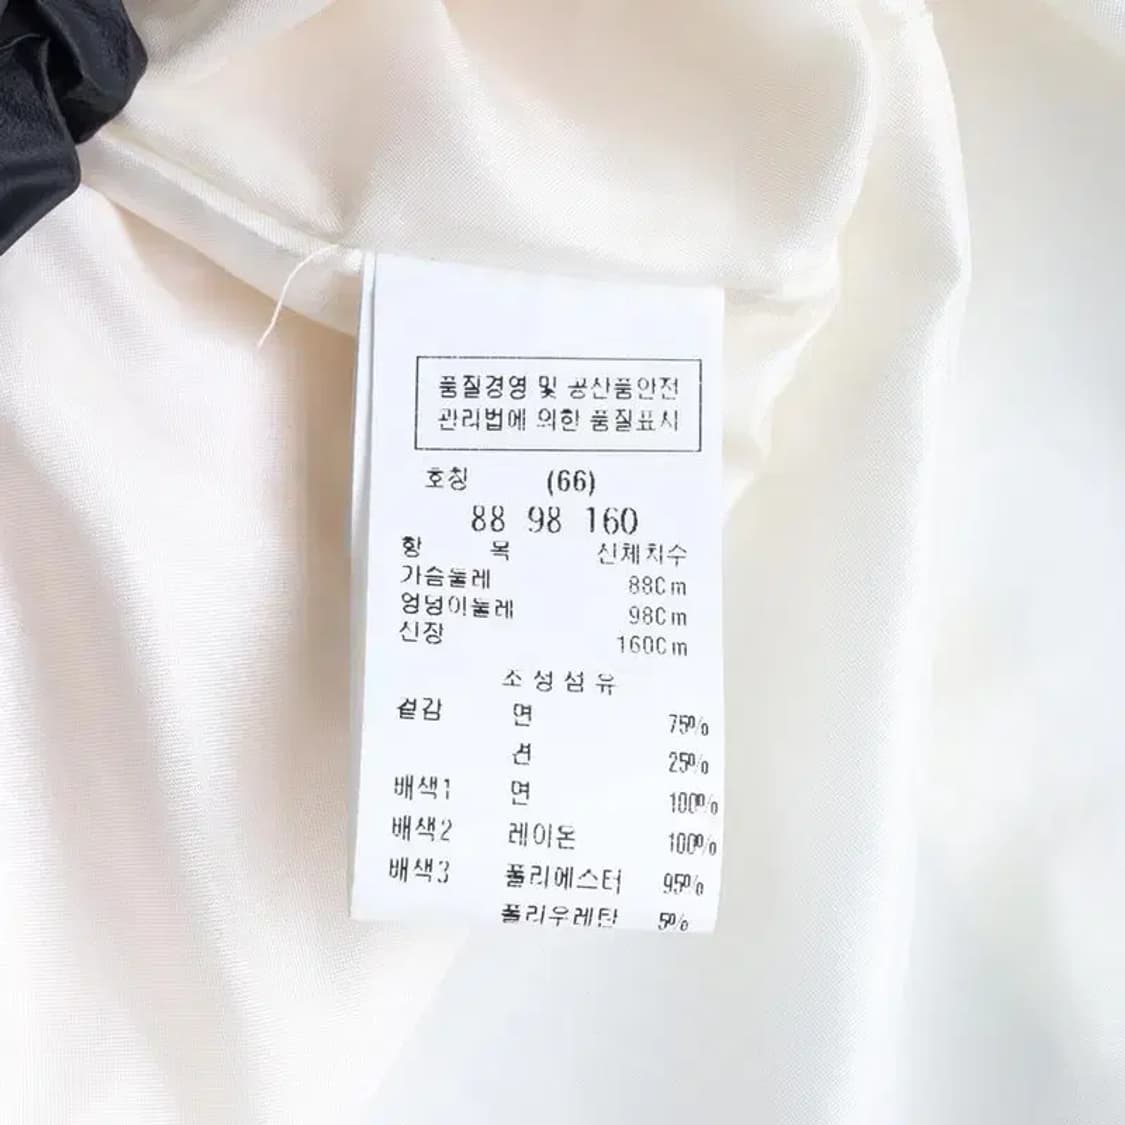 품질경영 및 공산품안전
관리법에 의한 품질표시
호칭 (66)
88 98 160
항 목 신체치수
가슴둘레 88Cm
엉덩이둘레 98Cm
신장 160Cm
조성섬유
겉감 면 75%
견 25%
배색1 면 100%
배색2 레이온 100%
배색3 폴리에스터 95%
폴리우레탄 5%